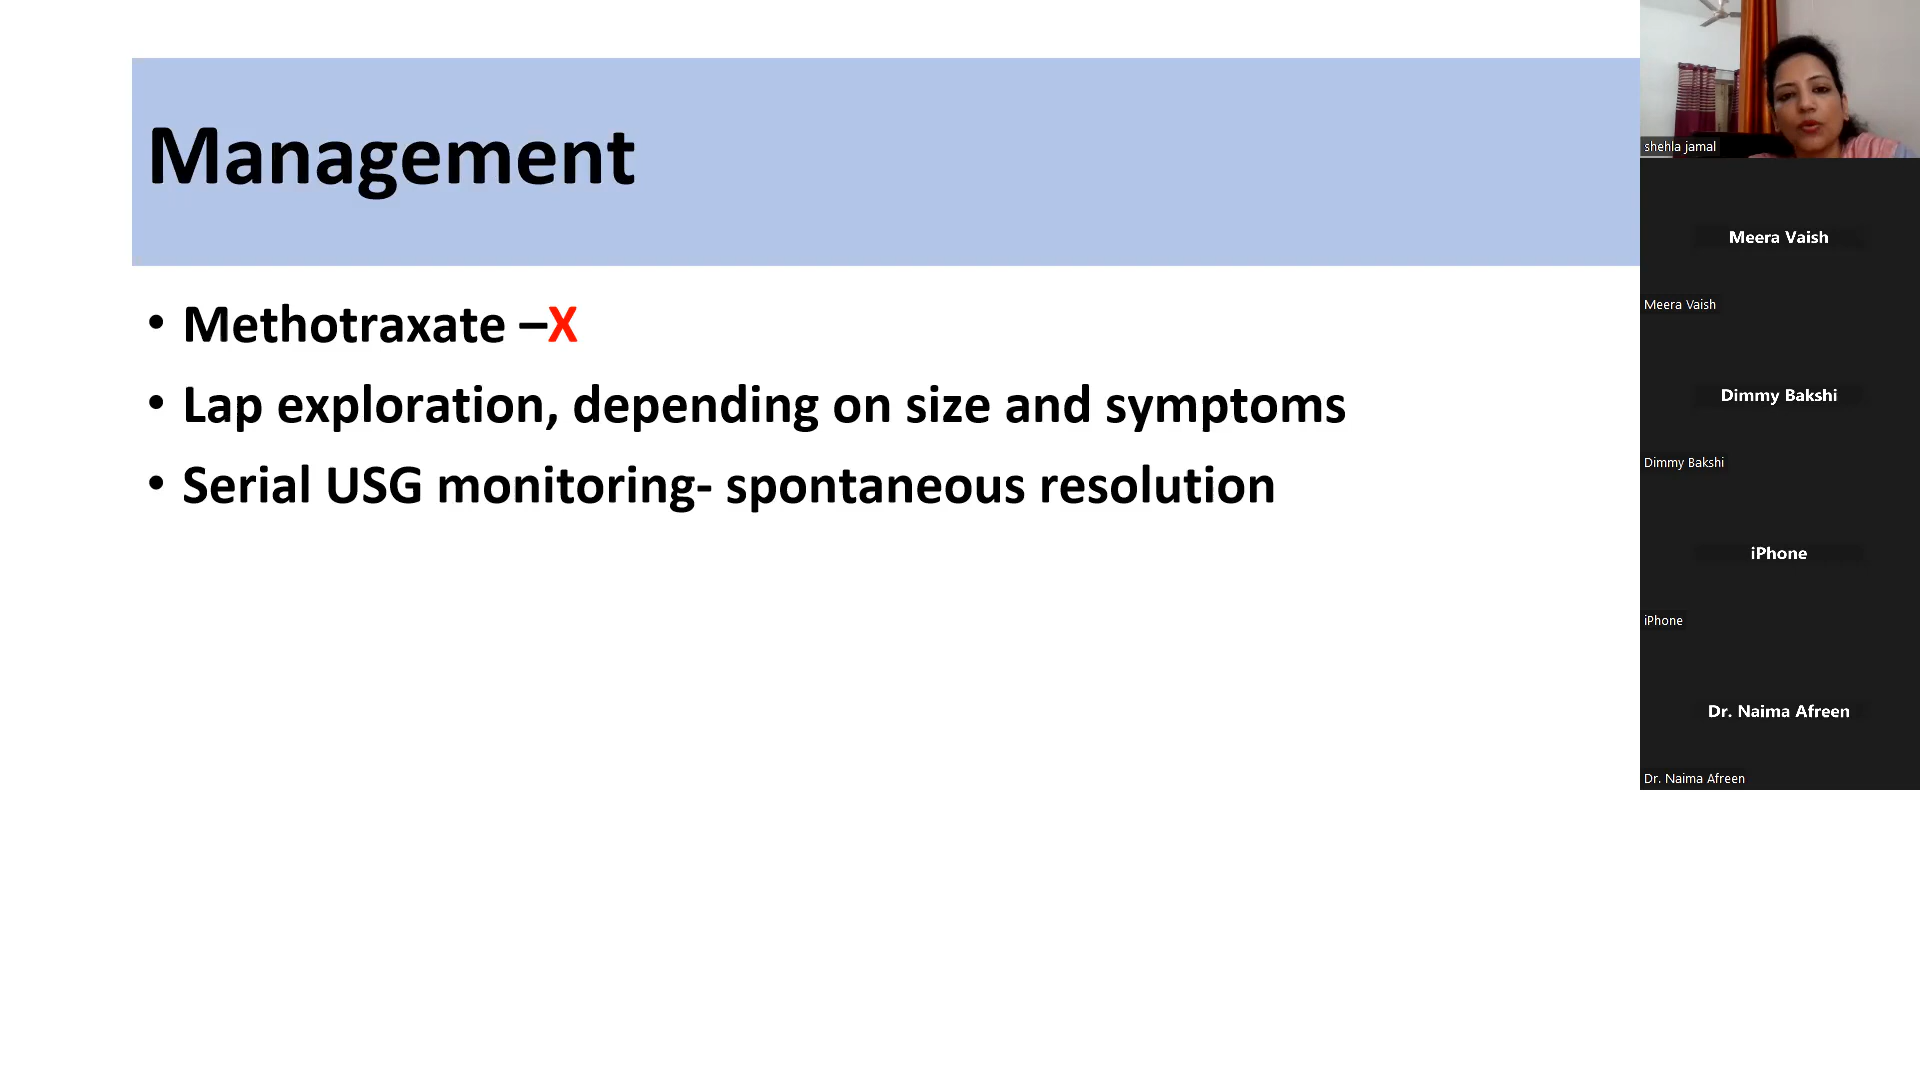 Management
• Methotraxate –X
• Lap exploration, depending on size and symptoms
• Serial USG monitoring- spontaneous resolution
shehla jamal
Meera Vaish
Meera Vaish
Dimmy Bakshi
Dimmy Bakshi
iPhone
iPhone
Dr. Naima Afreen
Dr. Naima Afreen